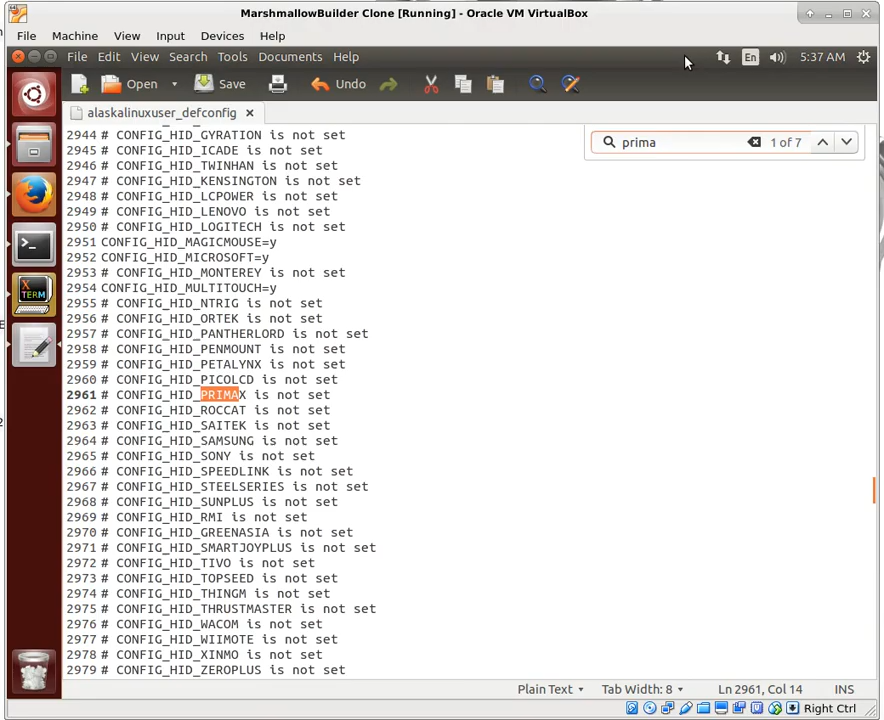 MarshmallowBuilder Clone [Running] - Oracle VM VirtualBox
File Machine View Input Devices Help
File Edit View Search Tools Documents Help
En
5:37 AM
Open Save Undo
alaskalinuxuser_defconfig
prima
1 of 7
2944 # CONFIG_HID_GYRATION is not set
2945 # CONFIG_HID_ICADE is not set
2946 # CONFIG_HID_TWINHAN is not set
2947 # CONFIG_HID_KENSINGTON is not set
2948 # CONFIG_HID_LCPOWER is not set
2949 # CONFIG_HID_LENOVO is not set
2950 # CONFIG_HID_LOGITECH is not set
2951 CONFIG_HID_MAGICMOUSE=y
2952 CONFIG_HID_MICROSOFT=y
2953 # CONFIG_HID_MONTEREY is not set
2954 CONFIG_HID_MULTITOUCH=y
2955 # CONFIG_HID_NTRIG is not set
2956 # CONFIG_HID_ORTEK is not set
2957 # CONFIG_HID_PANTHERLORD is not set
2958 # CONFIG_HID_PENMOUNT is not set
2959 # CONFIG_HID_PETALYNX is not set
2960 # CONFIG_HID_PICOLCD is not set
2961 # CONFIG_HID_PRIMAX is not set
2962 # CONFIG_HID_ROCCAT is not set
2963 # CONFIG_HID_SAITEK is not set
2964 # CONFIG_HID_SAMSUNG is not set
2965 # CONFIG_HID_SONY is not set
2966 # CONFIG_HID_SPEEDLINK is not set
2967 # CONFIG_HID_STEELSERIES is not set
2968 # CONFIG_HID_SUNPLUS is not set
2969 # CONFIG_HID_RMI is not set
2970 # CONFIG_HID_GREENASIA is not set
2971 # CONFIG_HID_SMARTJOYPLUS is not set
2972 # CONFIG_HID_TIVO is not set
2973 # CONFIG_HID_TOPSEED is not set
2974 # CONFIG_HID_THINGM is not set
2975 # CONFIG_HID_THRUSTMASTER is not set
2976 # CONFIG_HID_WACOM is not set
2977 # CONFIG_HID_WIIMOTE is not set
2978 # CONFIG_HID_XINMO is not set
2979 # CONFIG_HID_ZEROPLUS is not set
X TERM
Plain Text Tab Width: 8 Ln 2961, Col 14 INS
Right Ctrl